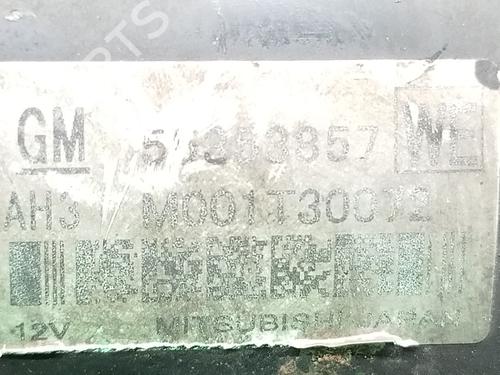 GM 55353857 WE
AH3 M001T30072
12V MITSUBISHI JAPAN